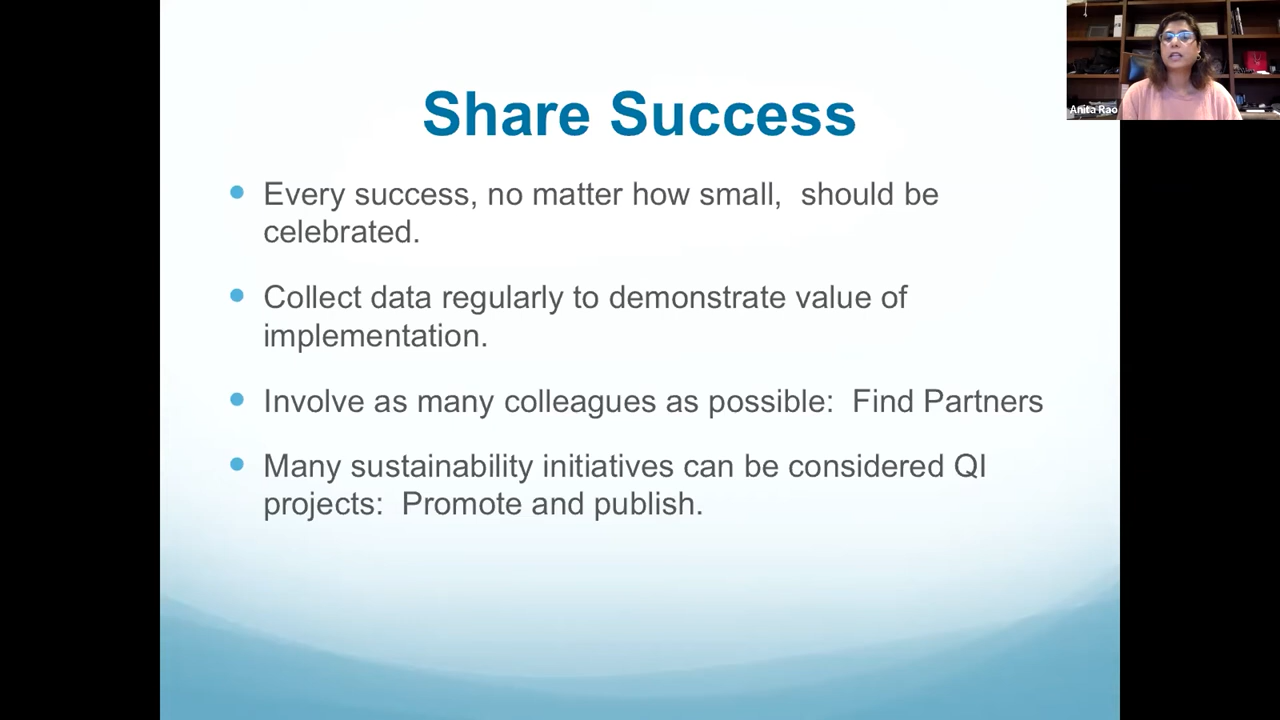 Share Success
Every success, no matter how small,  should be
celebrated.
Collect data regularly to demonstrate value of
implementation.
Involve as many colleagues as possible:  Find Partners
Many sustainability initiatives can be considered QI
projects:  Promote and publish.
Anita Rao